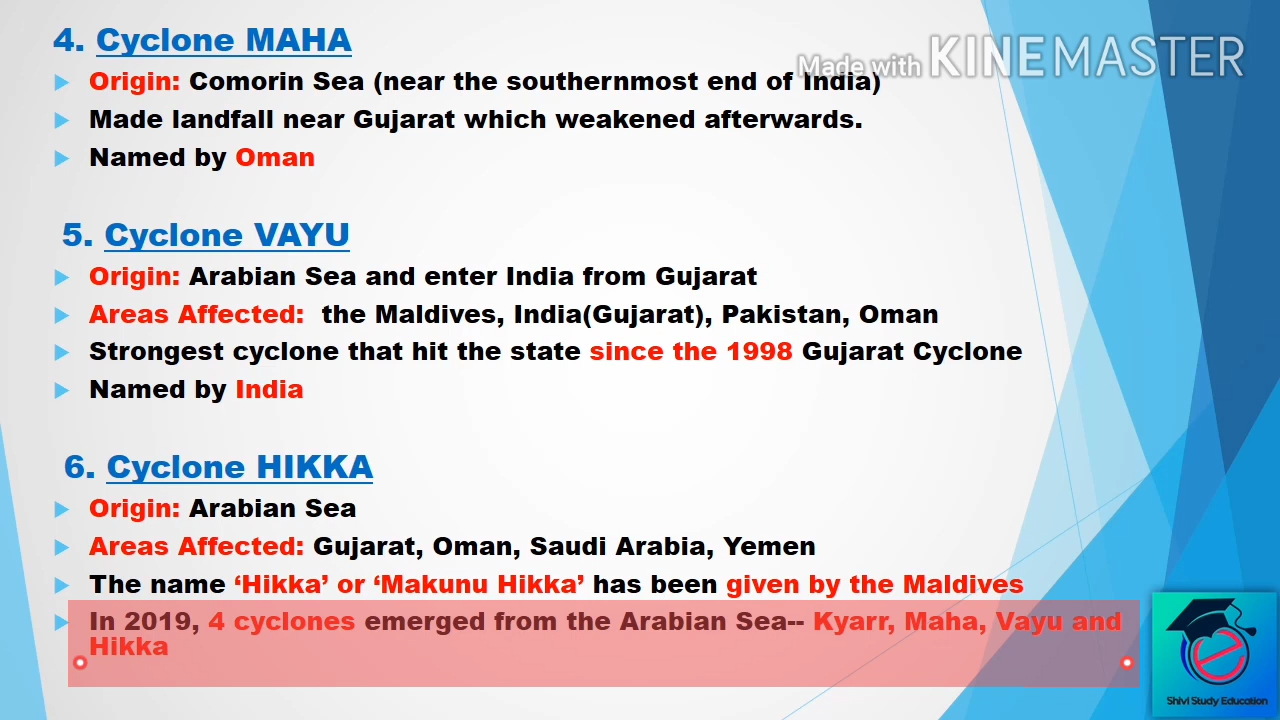 4. Cyclone MAHA
Made with KINEMASTER
Origin: Comorin Sea (near the southernmost end of India)
Made landfall near Gujarat which weakened afterwards.
Named by Oman
5. Cyclone VAYU
Origin: Arabian Sea and enter India from Gujarat
Areas Affected: the Maldives, India(Gujarat), Pakistan, Oman
Strongest cyclone that hit the state since the 1998 Gujarat Cyclone
Named by India
6. Cyclone HIKKA
Origin: Arabian Sea
Areas Affected: Gujarat, Oman, Saudi Arabia, Yemen
The name ‘Hikka’ or ‘Makunu Hikka’ has been given by the Maldives
In 2019, 4 cyclones emerged from the Arabian Sea-- Kyarr, Maha, Vayu and
Hikka
Shivi Study Education